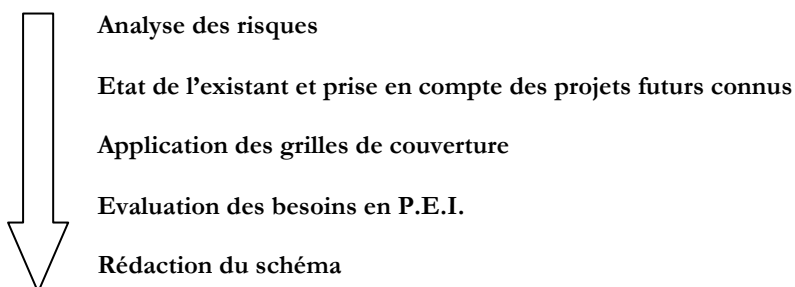 Analyse des risques
Etat de l’existant et prise en compte des projets futurs connus
Application des grilles de couverture
Evaluation des besoins en P.E.I.
Rédaction du schéma